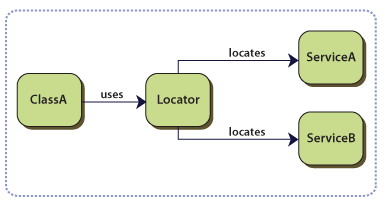 locates
ServiceA
ClassA
uses
Locator
locates
ServiceB